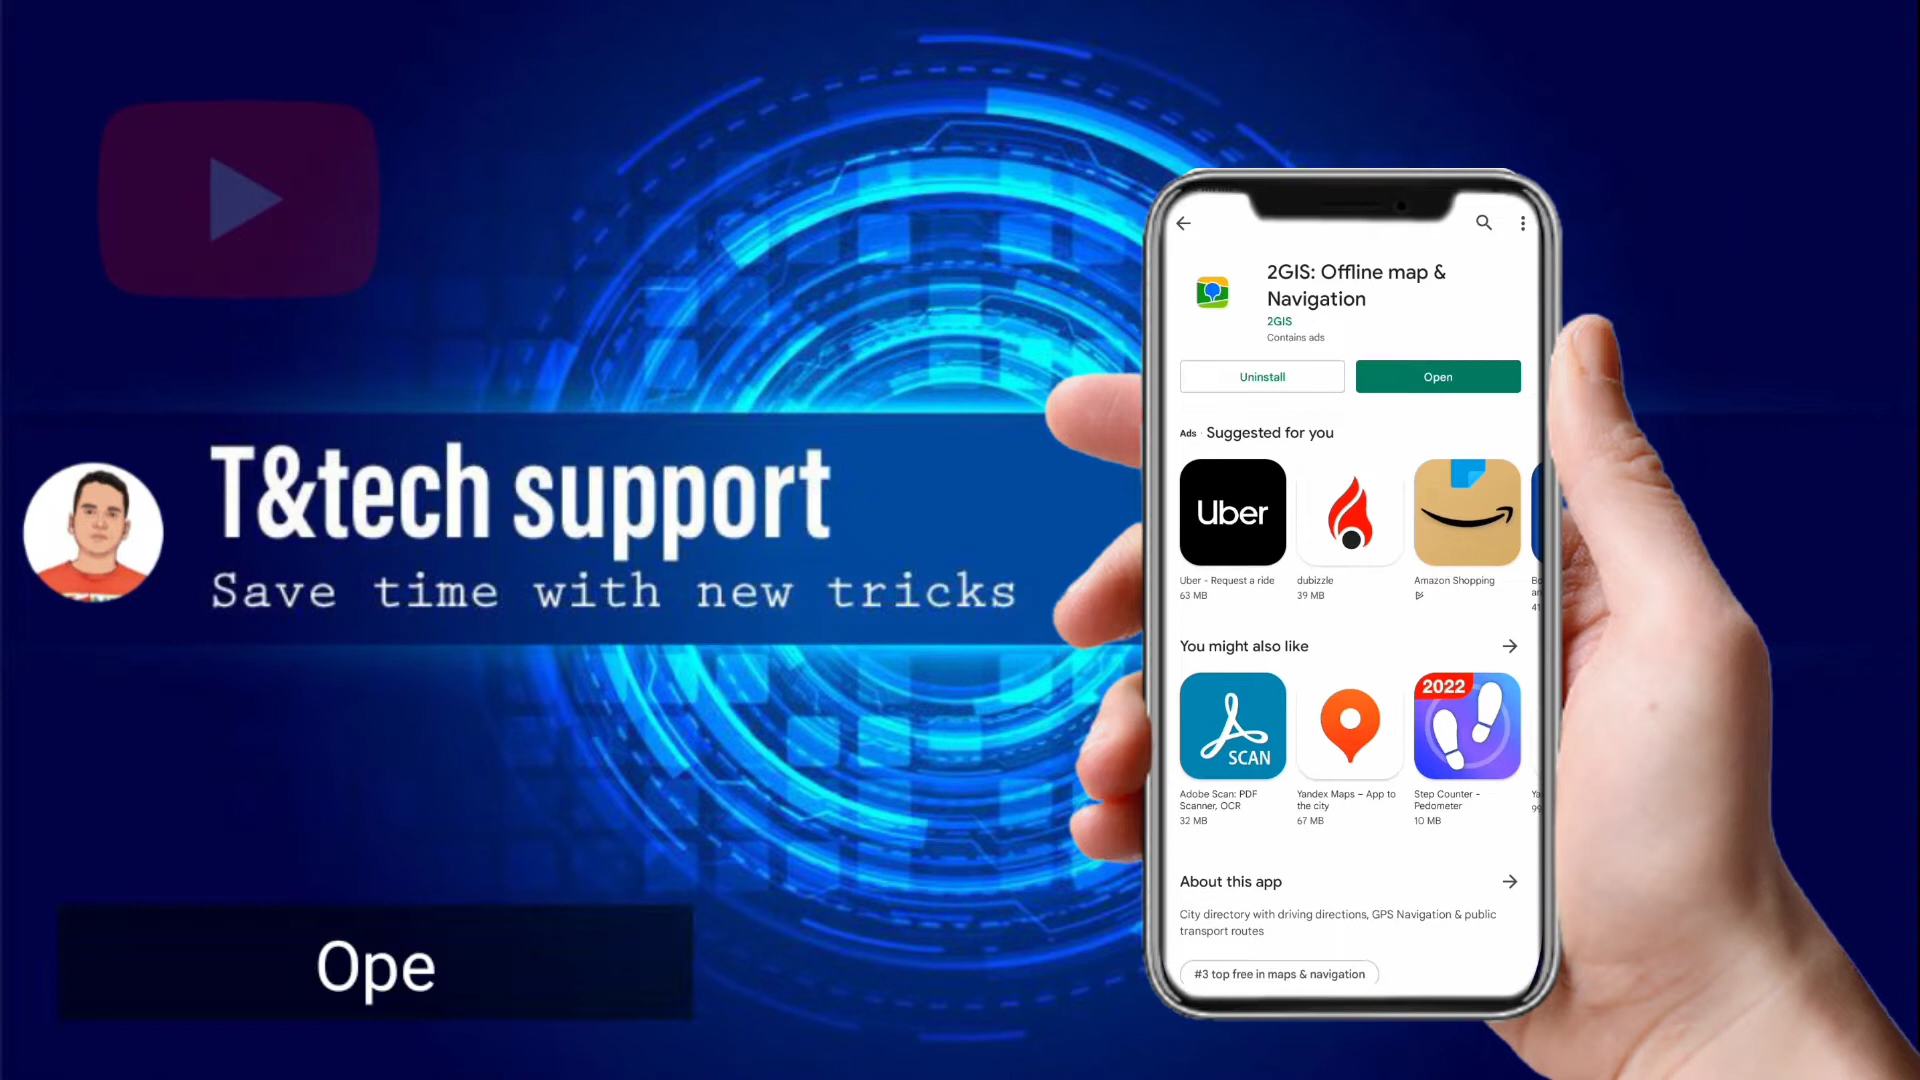 T&tech support
Save time with new tricks
Ope
2GIS: Offline map &
Navigation
2GIS
Contains ads
Uninstall
Open
Ads · Suggested for you
Uber
Uber - Request a ride
63 MB
dubizzle
39 MB
Amazon Shopping
You might also like
SCAN
2022
Adobe Scan: PDF
Scanner, OCR
32 MB
Yandex Maps – App to
the city
67 MB
Step Counter -
Pedometer
10 MB
About this app
City directory with driving directions, GPS Navigation & public
transport routes
#3 top free in maps & navigation